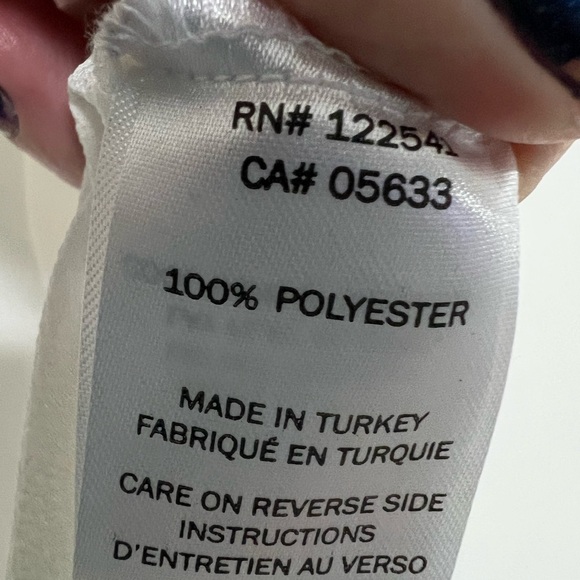 RN# 122541
CA# 05633
100% POLYESTER
MADE IN TURKEY
FABRIQUÉ EN TURQUIE
CARE ON REVERSE SIDE
INSTRUCTIONS
D'ENTRETIEN AU VERSO